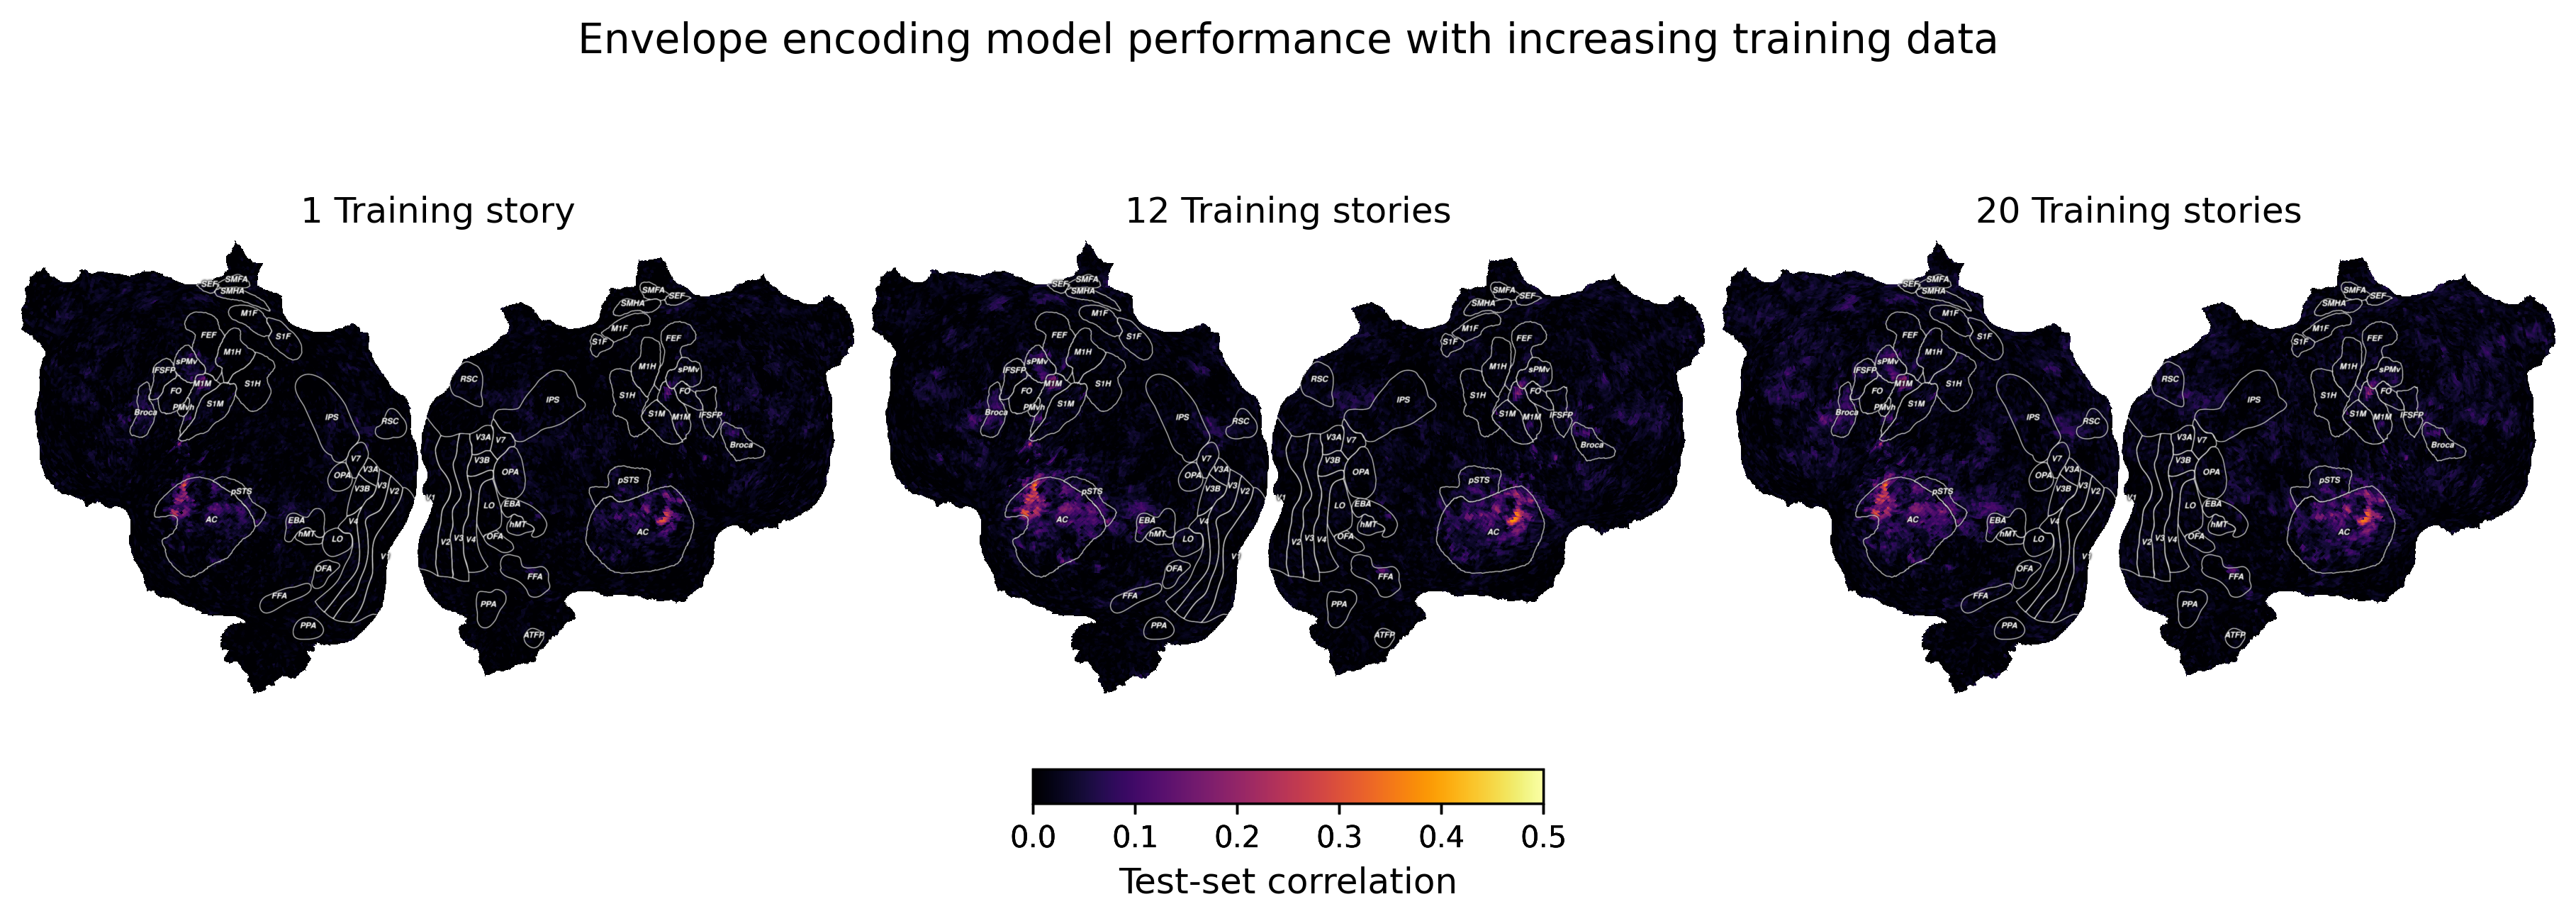 Envelope encoding model performance with increasing training data
1 Training story
SEF
SMFA
SMHA
M1F
S1F
FEF
M1H
sPMv
IFSFP
FO
M1M
S1H
PMvh
S1M
Broca
IPS
RSC
V7
OPA
V3A
V3B
V3
V2
pSTS
AC
EBA
hMT
V4
LO
V1
OFA
FFA
PPA
SMFA
SEF
SMHA
M1F
S1F
FEF
M1H
sPMv
RSC
IPS
S1H
FO
S1M
M1M
IFSFP
V3A
V7
Broca
V3B
OPA
pSTS
V1
LO
EBA
hMT
AC
V2
V3
V4
OFA
FFA
PPA
ATFP
12 Training stories
SEF
SMFA
SMHA
M1F
S1F
FEF
M1H
sPMv
IFSFP
FO
M1M
S1H
PMvh
S1M
Broca
IPS
RSC
V7
OPA
V3A
V3B
V3
V2
pSTS
AC
EBA
hMT
V4
LO
V1
OFA
FFA
PPA
SMFA
SEF
SMHA
M1F
S1F
FEF
M1H
sPMv
RSC
IPS
S1H
FO
S1M
M1M
IFSFP
V3A
V7
Broca
V3B
OPA
pSTS
V1
LO
EBA
hMT
AC
V2
V3
V4
OFA
FFA
PPA
ATFP
20 Training stories
SEF
SMFA
SMHA
M1F
S1F
FEF
M1H
sPMv
IFSFP
FO
M1M
S1H
PMvh
S1M
Broca
IPS
RSC
V7
OPA
V3A
V3B
V3
V2
pSTS
AC
EBA
hMT
V4
LO
V1
OFA
FFA
PPA
SMFA
SEF
SMHA
M1F
S1F
FEF
M1H
sPMv
RSC
IPS
S1H
FO
S1M
M1M
IFSFP
V3A
V7
Broca
V3B
OPA
pSTS
V1
LO
EBA
hMT
AC
V2
V3
V4
OFA
FFA
PPA
ATFP
0.0 0.1 0.2 0.3 0.4 0.5
Test-set correlation